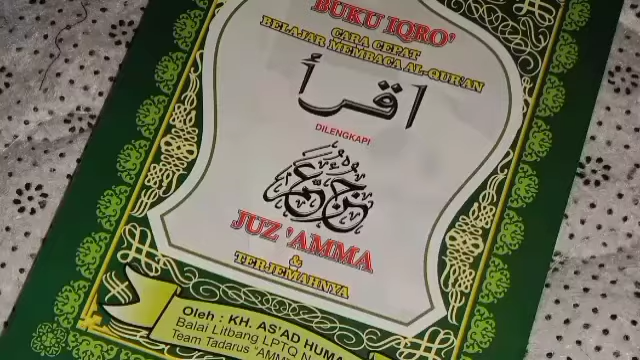 BUKU IQRO'
CARA CEPAT
BELAJAR MEMBACA AL-QUR'AN
اقرأ
DILENGKAPI
جزء عم
JUZ 'AMMA
&
TERJEMAHNYA
Oleh : KH. AS'AD HUMA
Balai Litbang LPTQ N
Team Tadarus "AMM